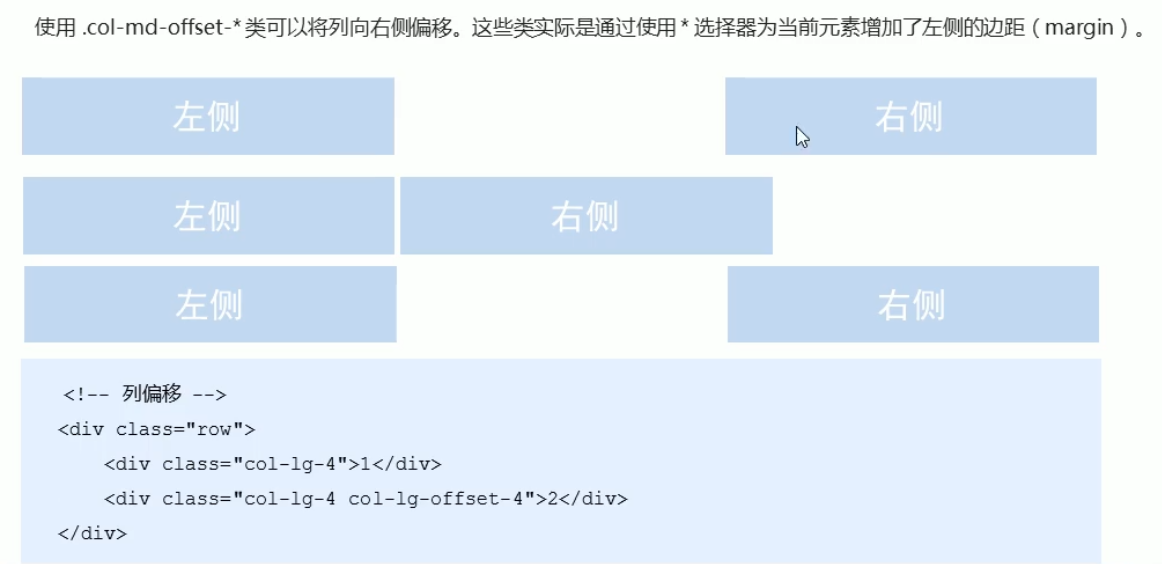 使用 .col-md-offset-* 类可以将列向右侧偏移。这些类实际是通过使用 * 选择器为当前元素增加了左侧的边距（margin）。
左侧 右侧
左侧 右侧
左侧 右侧
<!-- 列偏移 -->
<div class="row">
    <div class="col-lg-4">1</div>
    <div class="col-lg-4 col-lg-offset-4">2</div>
</div>